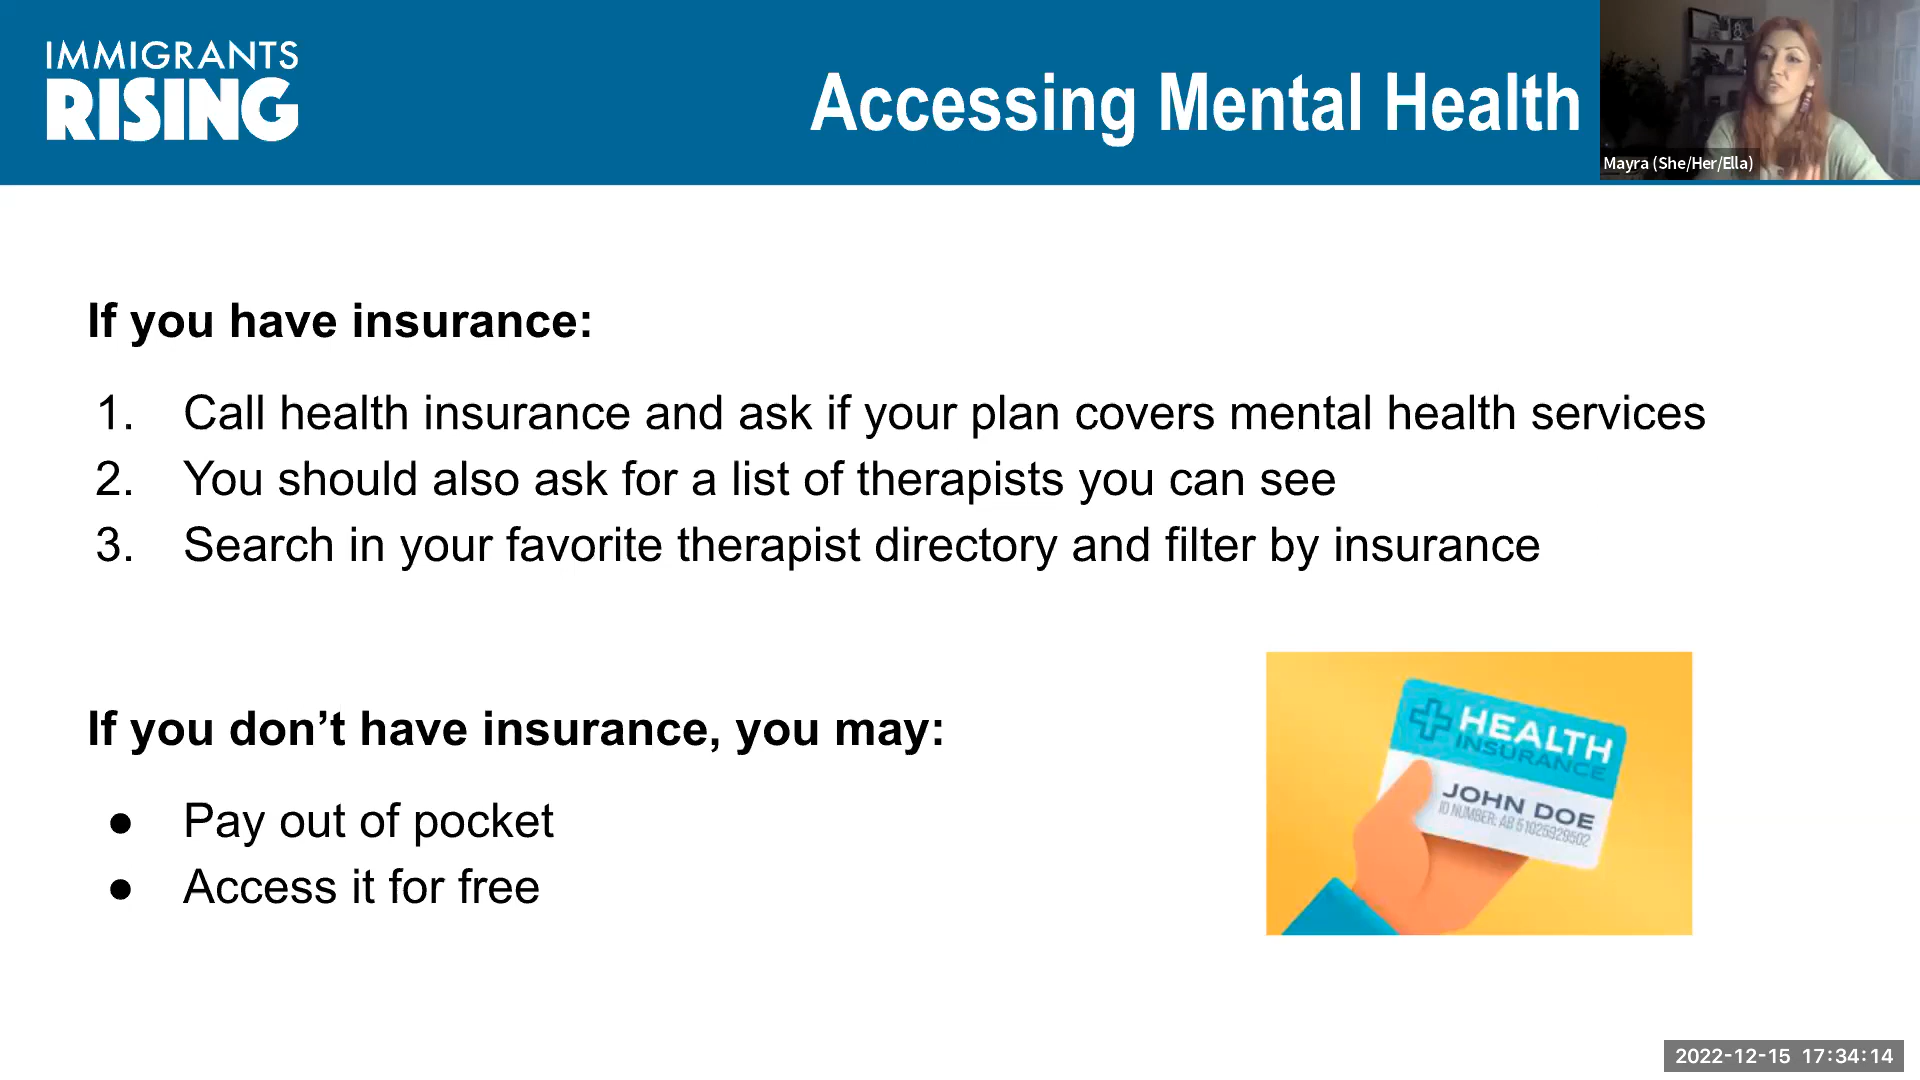 IMMIGRANTS
RISING
Accessing Mental Health
Mayra (She/Her/Ella)
If you have insurance:
1. Call health insurance and ask if your plan covers mental health services
2. You should also ask for a list of therapists you can see
3. Search in your favorite therapist directory and filter by insurance
If you don’t have insurance, you may:
● Pay out of pocket
● Access it for free
HEALTH
INSURANCE
JOHN DOE
ID NUMBER: AB 51025929502
2022-12-15 17:34:14